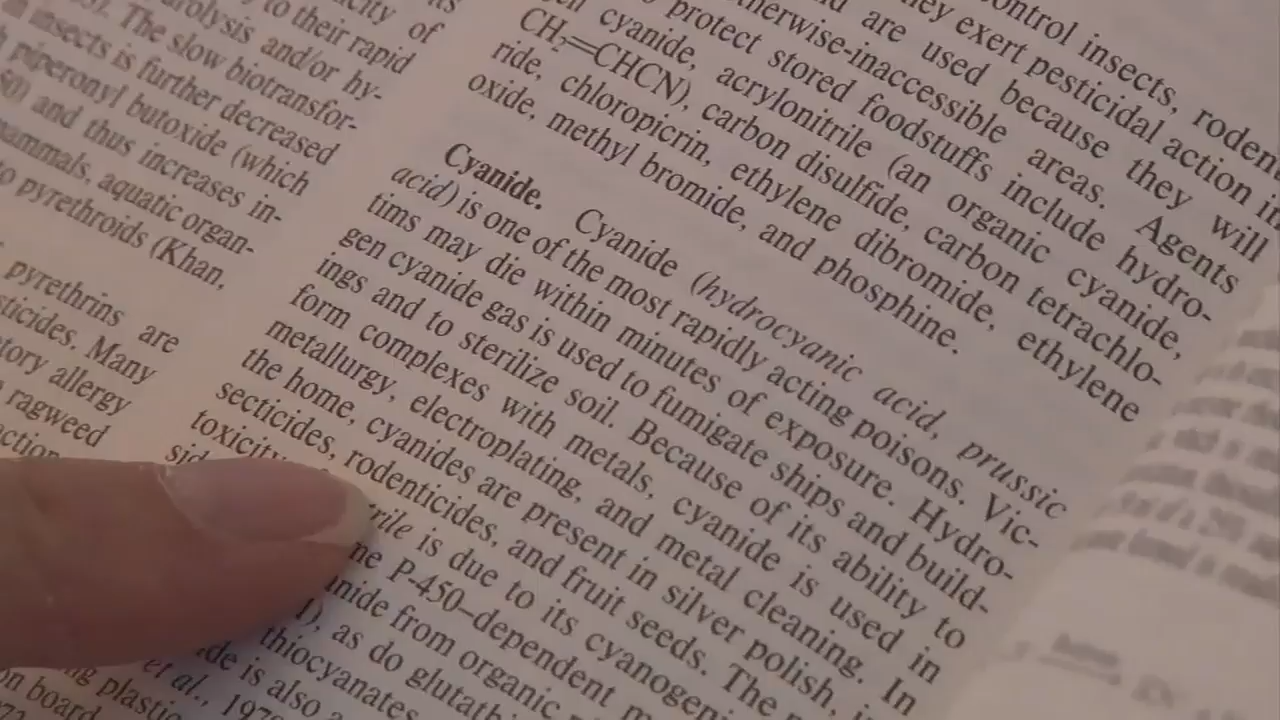 of
to their rapid
and/or hy-
The slow biotransfor-
insects is further decreased
piperonyl butoxide (which
and thus increases in-
mammals, aquatic organ-
to pyrethroids (Khan,
pyrethrins are
Many
allergy
ragweed
control insects,
they exert pesticidal action
are used because they will
areas. Agents
protect stored foodstuffs include hydro-
cyanide, acrylonitrile (an organic cyanide,
CH₂=CHCN), carbon disulfide, carbon tetrachlo-
ride, chloropicrin, ethylene dibromide, ethylene
oxide, methyl bromide, and phosphine.
Cyanide. Cyanide (hydrocyanic acid, prussic
acid) is one of the most rapidly acting poisons. Vic-
tims may die within minutes of exposure. Hydro-
gen cyanide gas is used to fumigate ships and build-
ings and to sterilize soil. Because of its ability to
form complexes with metals, cyanide is used in
metallurgy, electroplating, and metal cleaning. In
the home, cyanides are present in silver polish,
secticides, rodenticides, and fruit seeds. The
toxicity is due to its
P-450–dependent
from organic
as do
thiocyanates
is also
et al.,
on board